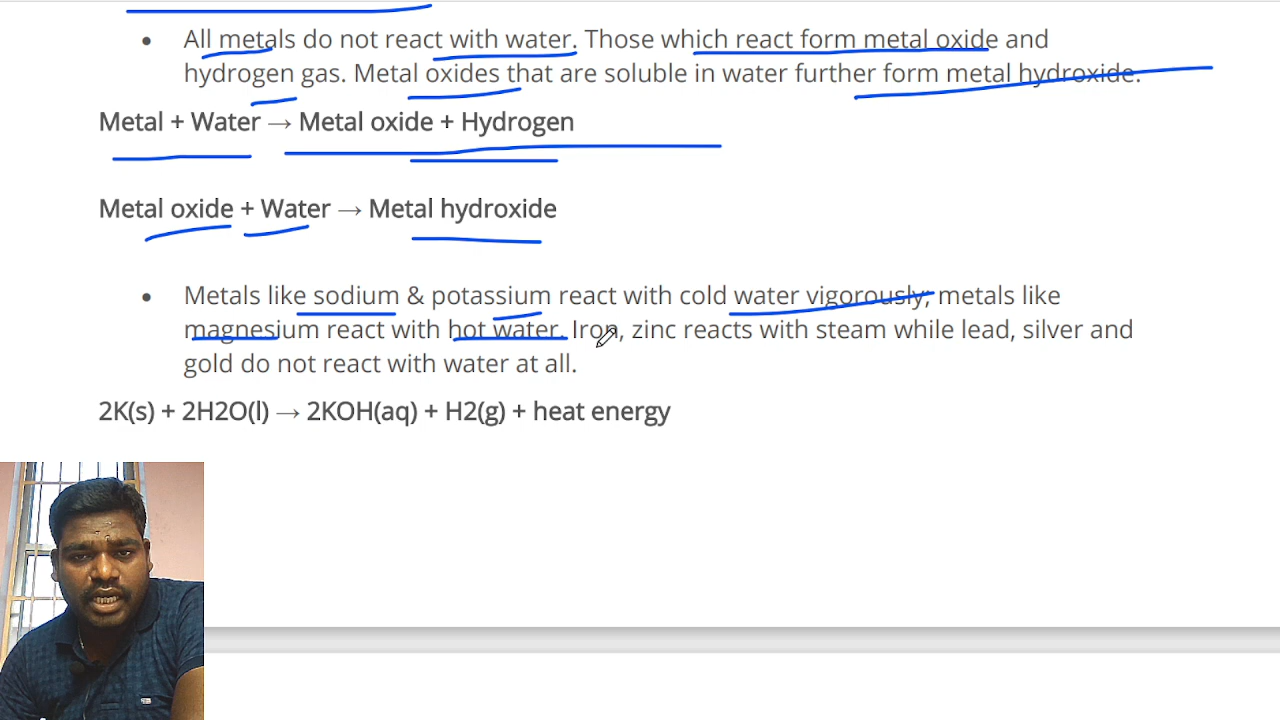 • All metals do not react with water. Those which react form metal oxide and
hydrogen gas. Metal oxides that are soluble in water further form metal hydroxide.
Metal + Water → Metal oxide + Hydrogen
Metal oxide + Water → Metal hydroxide
• Metals like sodium & potassium react with cold water vigorously; metals like
magnesium react with hot water. Iron, zinc reacts with steam while lead, silver and
gold do not react with water at all.
2K(s) + 2H2O(l) → 2KOH(aq) + H2(g) + heat energy